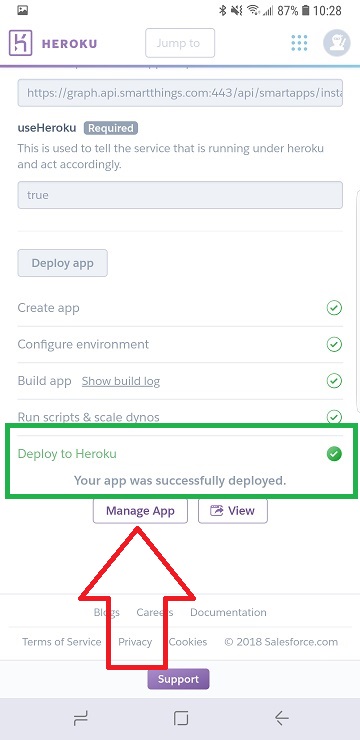 87% 10:28
HEROKU
Jump to
https://graph.api.smartthings.com:443/api/smartapps/insta
useHeroku Required
This is used to tell the service that is running under heroku
and act accordingly.
true
Deploy app
Create app
Configure environment
Build app Show build log
Run scripts & scale dynos
Deploy to Heroku
Your app was successfully deployed.
Manage App View
Blogs Careers Documentation
Terms of Service Privacy Cookies © 2018 Salesforce.com
Support